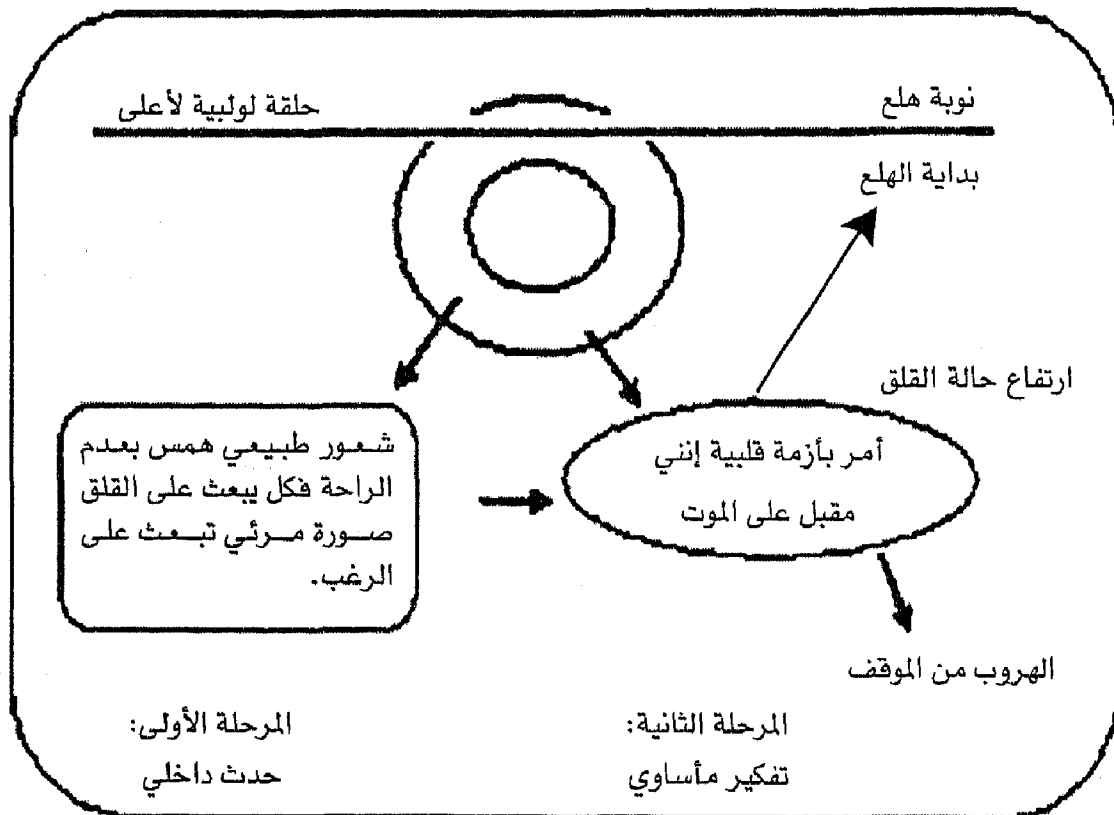 نوبة هلع
حلقة لولبية لأعلى
بداية الهلع
ارتفاع حالة القلق
أمر بأزمة قلبية إنني
مقبل على الموت
شعور طبيعي همس بعدم
الراحة فكل يبعث على القلق
صورة مرئي تبعث على
الرغب.
الهروب من الموقف
المرحلة الثانية:
تفكير مأساوي
المرحلة الأولى:
حدث داخلي